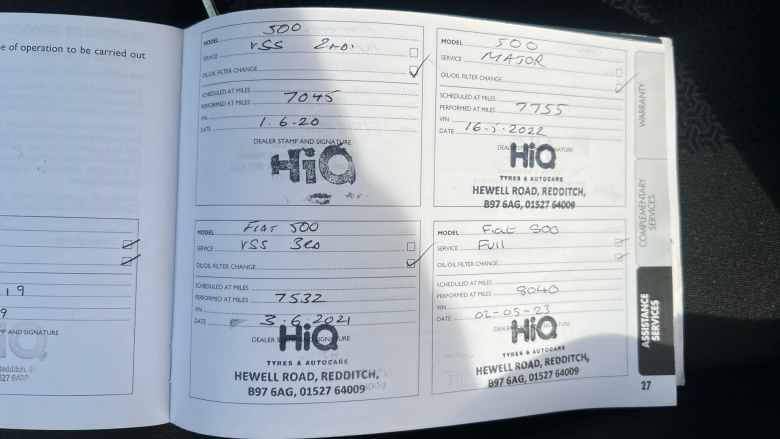 e of operation to be carried out
19
9
P AND SIGNATURE
iQ
Redditch,
MODEL 500
SERVICE VSS 2nd.
OIL/OIL FILTER CHANGE
SCHEDULED AT MILES
PERFORMED AT MILES 7045
VIN
DATE 1.6.20
DEALER STAMP AND SIGNATURE
HiQ
MODEL 500
SERVICE MAJOR
OIL/OIL FILTER CHANGE
SCHEDULED AT MILES
PERFORMED AT MILES 7755
VIN
DATE 16.5.2022
HiQ
TYRES & AUTOCARE
HEWELL ROAD, REDDITCH,
B97 6AG, 01527 64009
MODEL FIAT 500
SERVICE VSS 3RD
OIL/OIL FILTER CHANGE
SCHEDULED AT MILES
PERFORMED AT MILES 7532
VIN
DATE 3.6.2021
HiQ
TYRES & AUTOCARE
HEWELL ROAD, REDDITCH,
B97 6AG, 01527 64009
MODEL Fiat 500
SERVICE Full
OIL/OIL FILTER CHANGE
SCHEDULED AT MILES
PERFORMED AT MILES 8040
VIN
DATE 02-05-23
HiQ
TYRES & AUTOCARE
HEWELL ROAD, REDDITCH,
B97 6AG, 01527 64009
WARRANTY
COMPLEMENTARY
SERVICES
ASSISTANCE
SERVICES
27